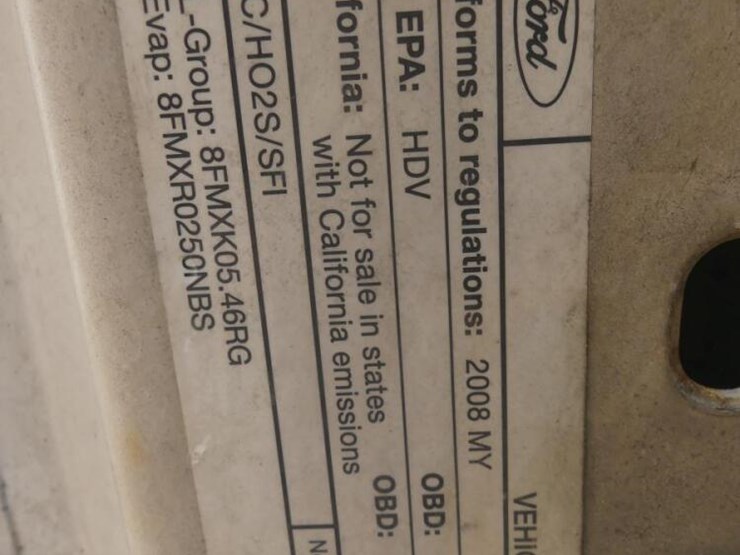 Ford
VEHIC
forms to regulations: 2008 MY
EPA: HDV OBD:
fornia: Not for sale in states OBD:
with California emissions
C/HO2S/SFI N
-Group: 8FMXK05.46RG
Evap: 8FMXR0250NBS